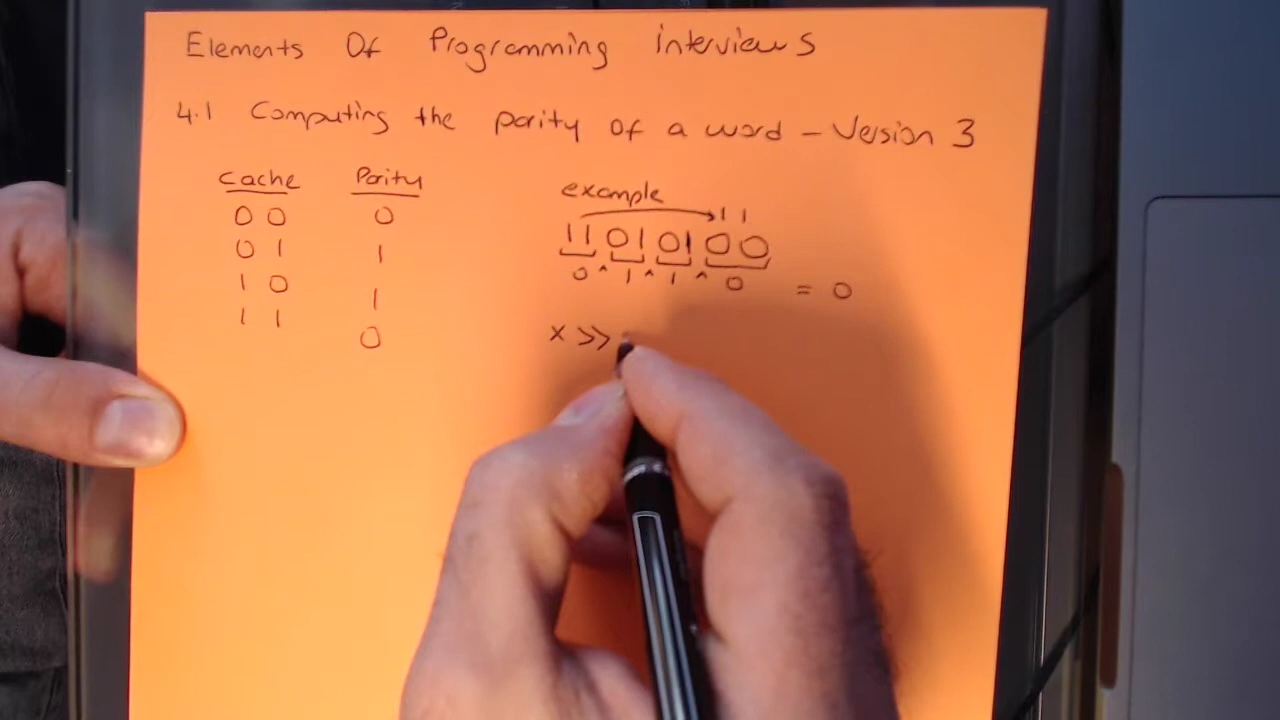 Elements Of Programming interviews
4.1 Computing the parity of a word - Version 3
Cache Parity
0 0 0
0 1 1
1 0 1
1 1 0
example
1 1
11 01 01 00
0 ^ 1 ^ 1 ^ 0 = 0
x >>